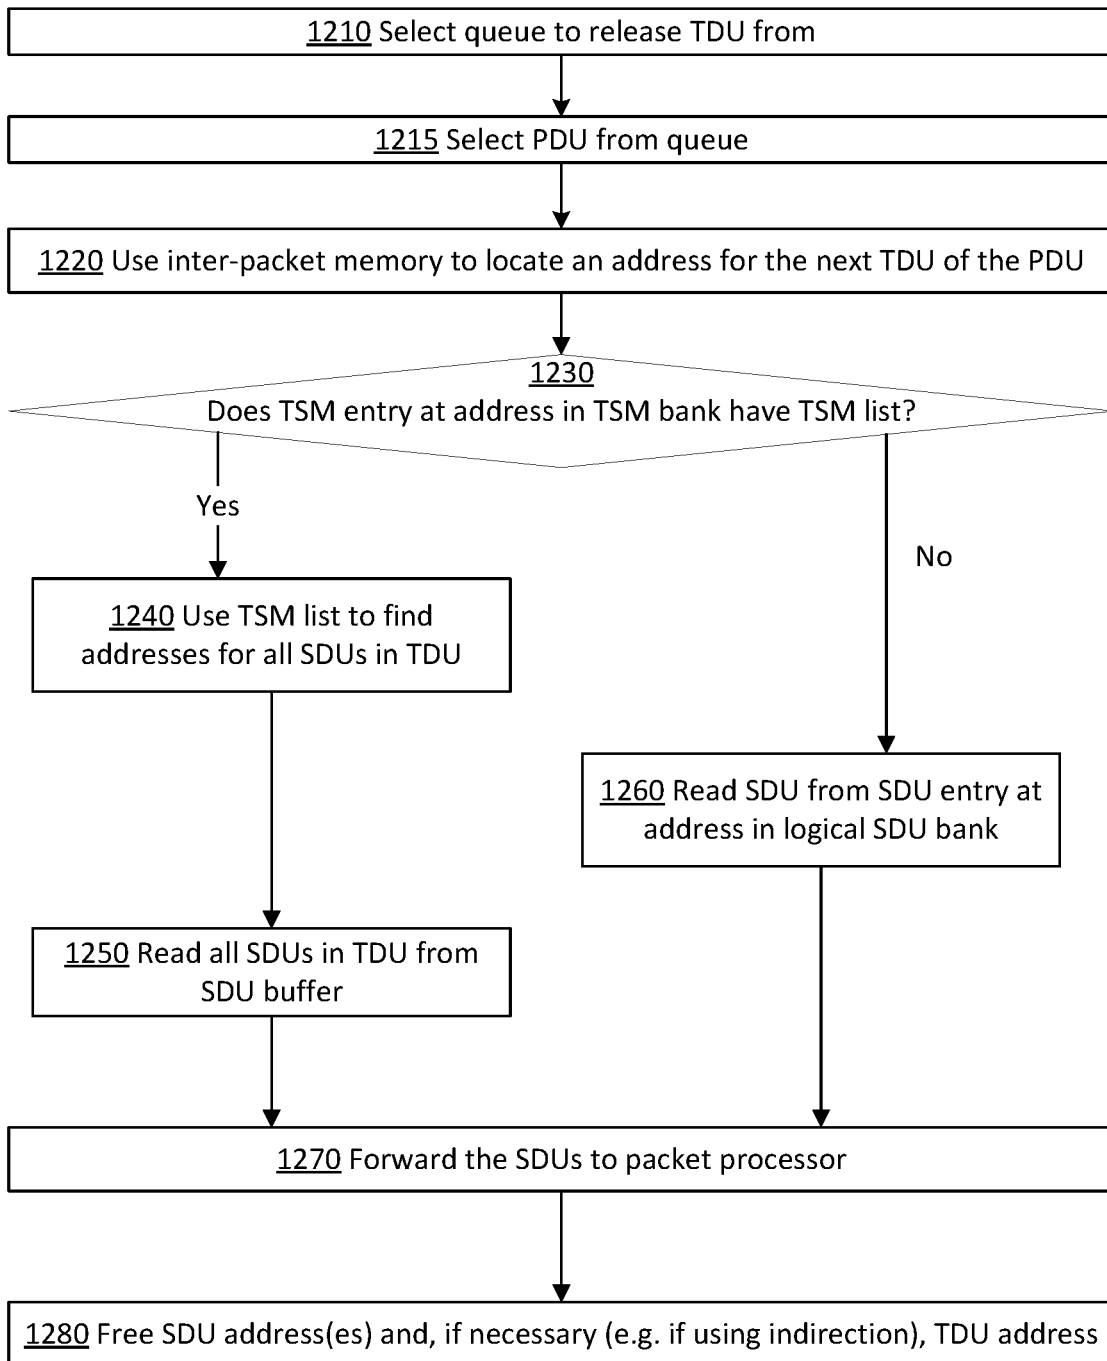 1210 Select queue to release TDU from
1215 Select PDU from queue
1220 Use inter-packet memory to locate an address for the next TDU of the PDU
1230
Does TSM entry at address in TSM bank have TSM list?
Yes
No
1240 Use TSM list to find
addresses for all SDUs in TDU
1260 Read SDU from SDU entry at
address in logical SDU bank
1250 Read all SDUs in TDU from
SDU buffer
1270 Forward the SDUs to packet processor
1280 Free SDU address(es) and, if necessary (e.g. if using indirection), TDU address